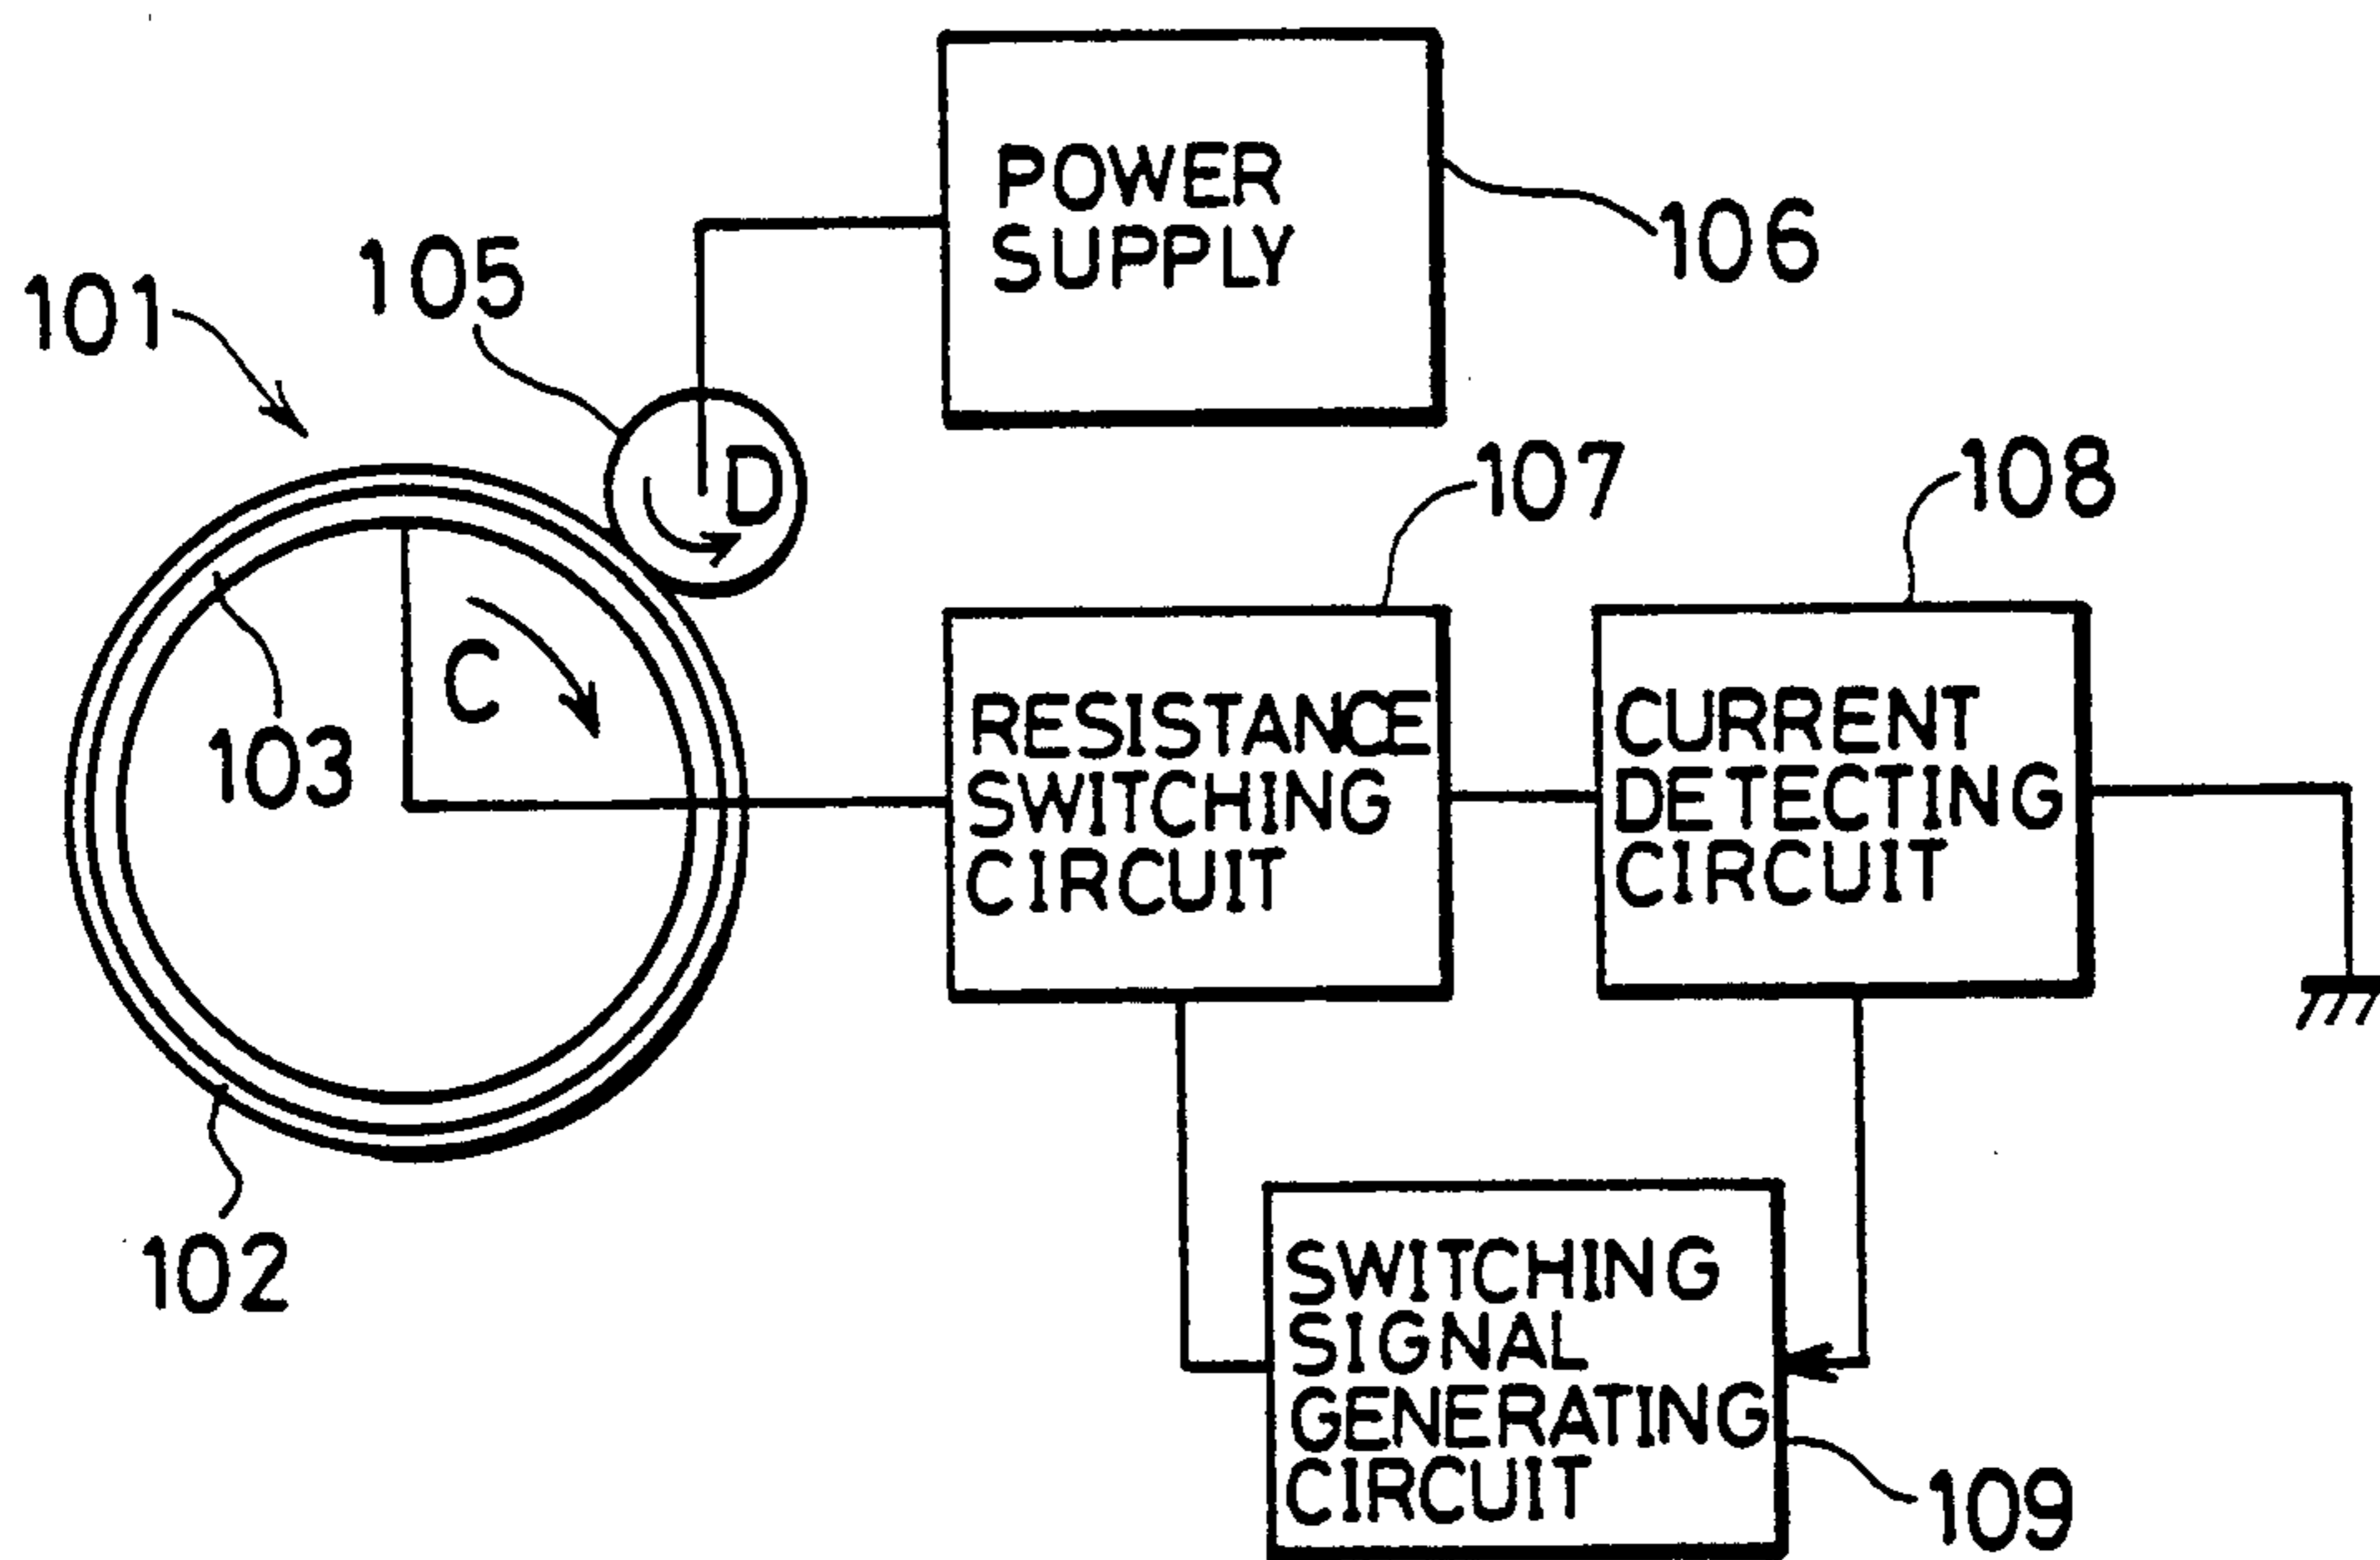 POWER
SUPPLY
106
105
101
D
107
108
C
103
RESISTANCE
SWITCHING
CIRCUIT
CURRENT
DETECTING
CIRCUIT
102
SWITCHING
SIGNAL
GENERATING
CIRCUIT
109